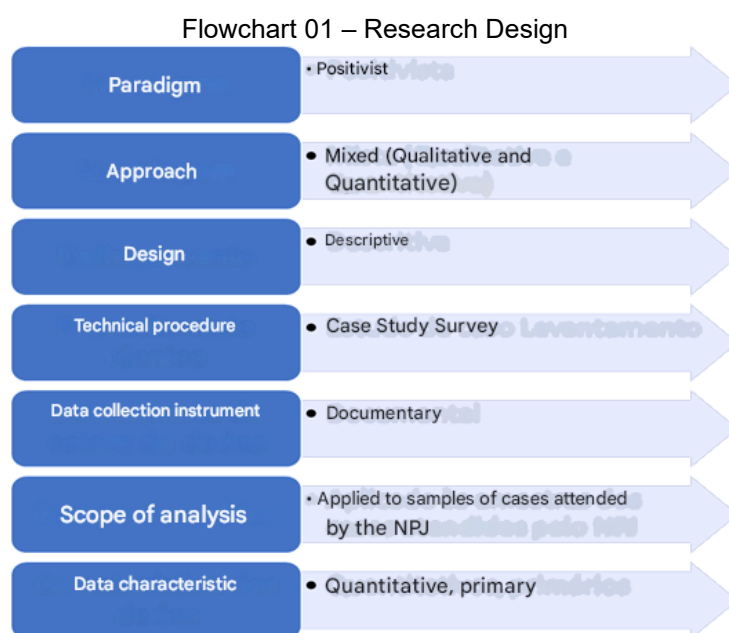 Flowchart 01 – Research Design
Paradigm
• Positivist
Approach
• Mixed (Qualitative and
Quantitative)
Design
• Descriptive
Technical procedure
• Case Study Survey
Data collection instrument
• Documentary
Scope of analysis
• Applied to samples of cases attended
by the NPJ
Data characteristic
• Quantitative, primary